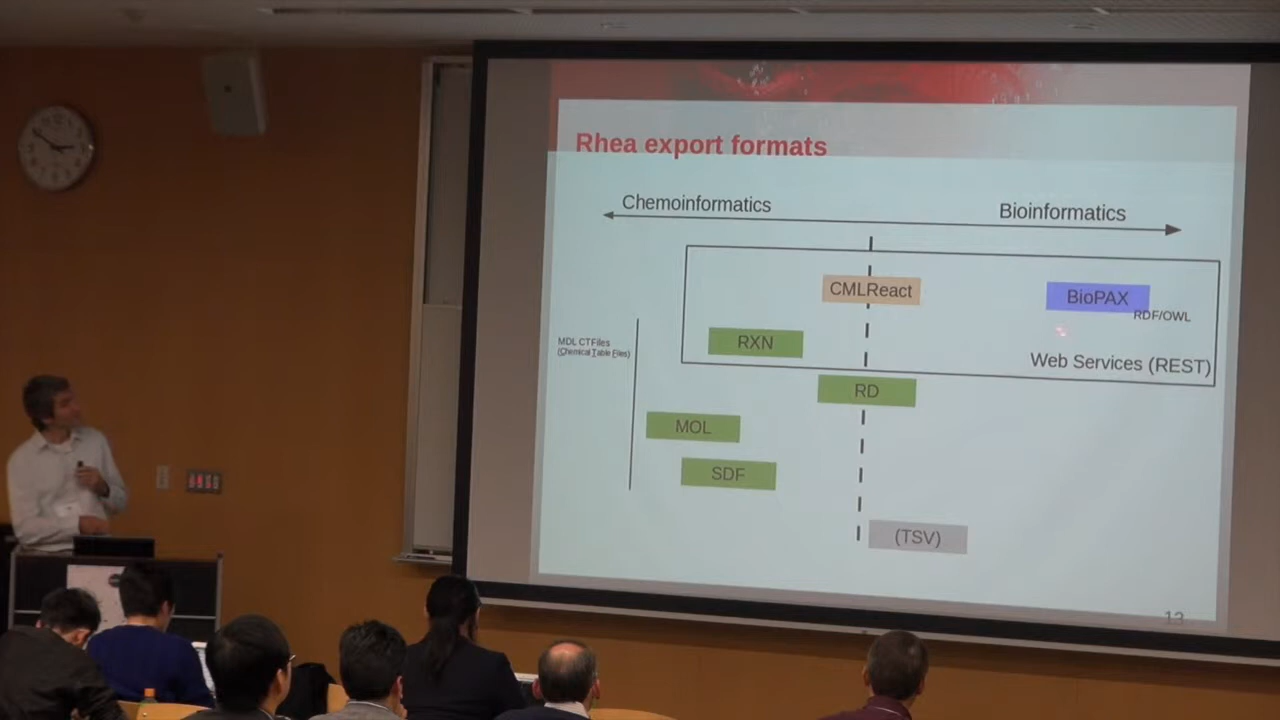 Rhea export formats
Chemoinformatics
Bioinformatics
CMLReact
BioPAX
RDF/OWL
RXN
MDL CTFiles
(Chemical Table Files)
Web Services (REST)
RD
MOL
SDF
(TSV)
13